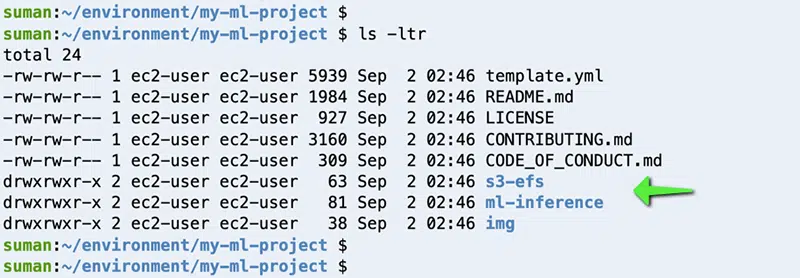 suman:~/environment/my-ml-project $
suman:~/environment/my-ml-project $ ls -ltr
total 24
-rw-rw-r-- 1 ec2-user ec2-user 5939 Sep  2 02:46 template.yml
-rw-rw-r-- 1 ec2-user ec2-user 1984 Sep  2 02:46 README.md
-rw-rw-r-- 1 ec2-user ec2-user  927 Sep  2 02:46 LICENSE
-rw-rw-r-- 1 ec2-user ec2-user 3160 Sep  2 02:46 CONTRIBUTING.md
-rw-rw-r-- 1 ec2-user ec2-user  309 Sep  2 02:46 CODE_OF_CONDUCT.md
drwxrwxr-x 2 ec2-user ec2-user   63 Sep  2 02:46 s3-efs
drwxrwxr-x 2 ec2-user ec2-user   81 Sep  2 02:46 ml-inference
drwxrwxr-x 2 ec2-user ec2-user   38 Sep  2 02:46 img
suman:~/environment/my-ml-project $
suman:~/environment/my-ml-project $